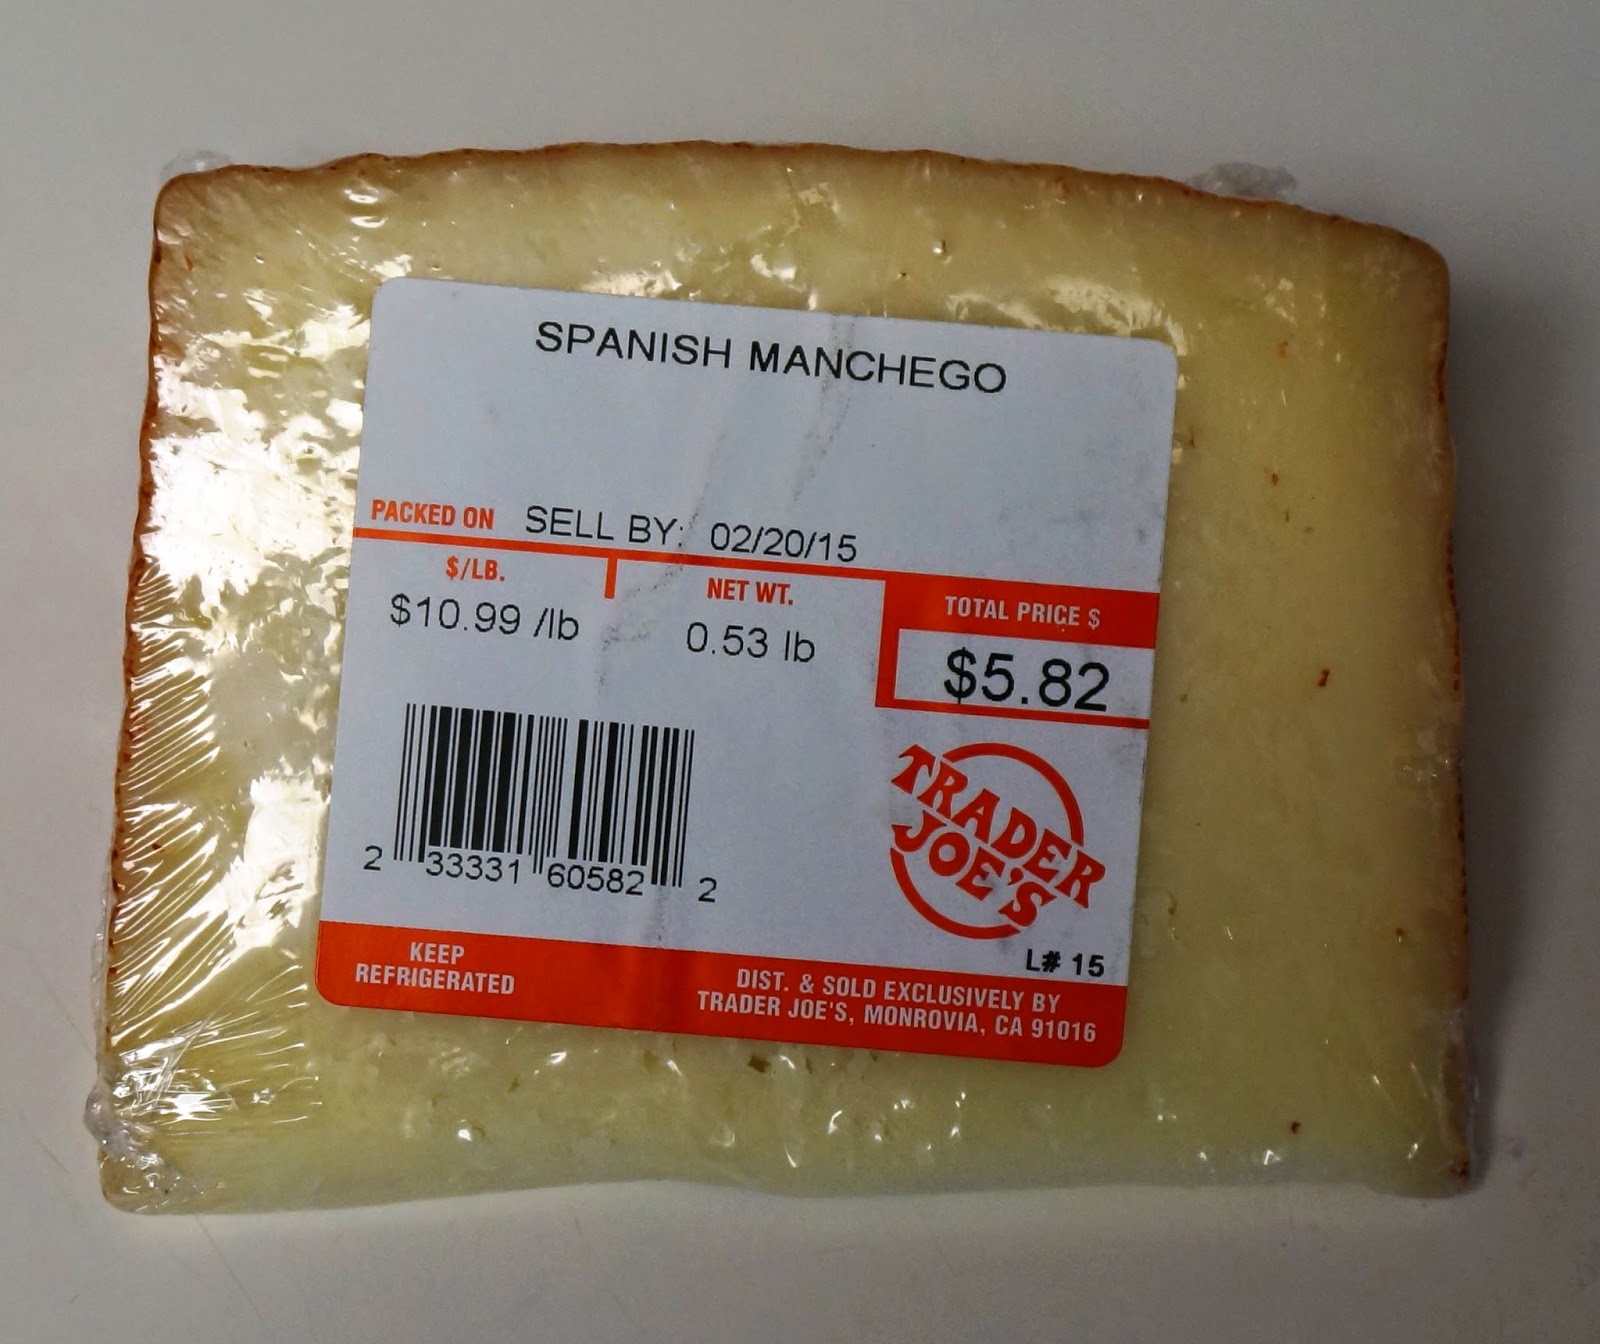 SPANISH MANCHEGO
PACKED ON SELL BY: 02/20/15
$/LB. NET WT. TOTAL PRICE $
$10.99 /lb 0.53 lb $5.82
2 33331 60582 2
TRADER
JOE'S
L# 15
KEEP
REFRIGERATED
DIST. & SOLD EXCLUSIVELY BY
TRADER JOE'S, MONROVIA, CA 91016